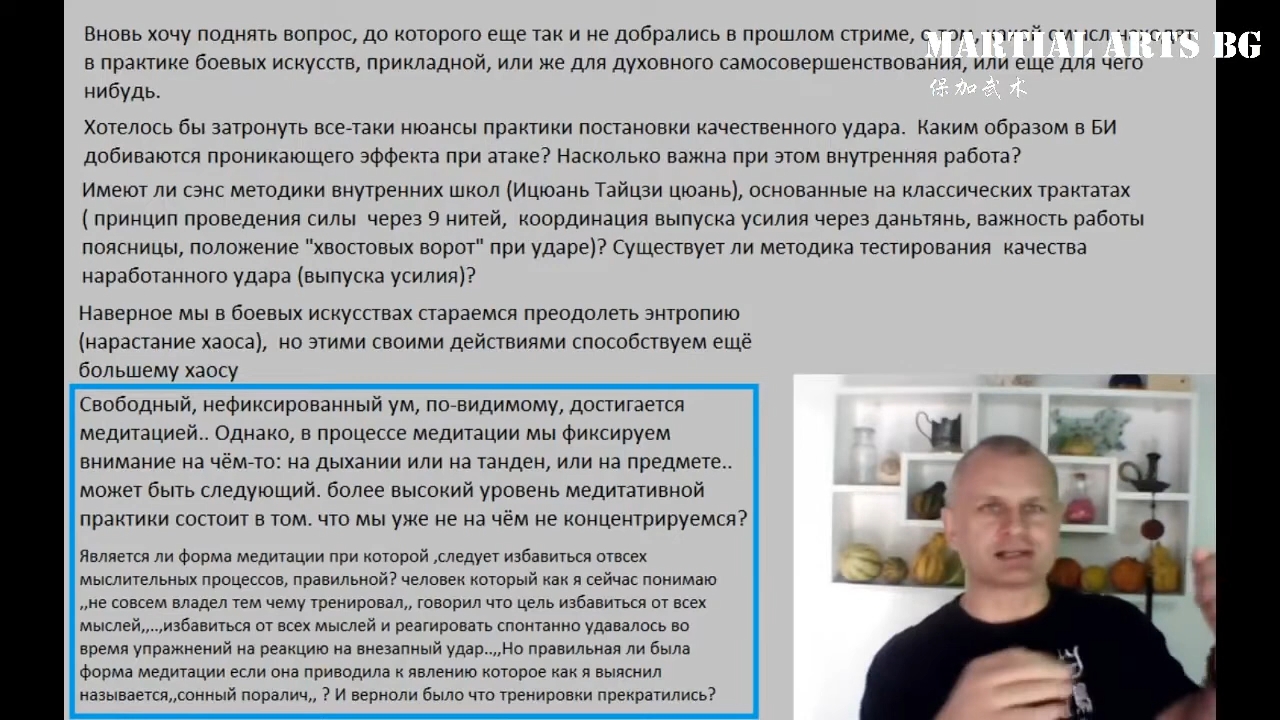 Вновь хочу поднять вопрос, до которого еще так и не добрались в прошлом стриме,
MARTIAL ARTS BG
в практике боевых искусств, прикладной, или же для духовного самосовершенствования, или еще для чего
保加武术
нибудь.
Хотелось бы затронуть все-таки нюансы практики постановки качественного удара. Каким образом в БИ
добиваются проникающего эффекта при атаке? Насколько важна при этом внутренняя работа?
Имеют ли сэнс методики внутренних школ (Ицюань Тайцзи цюань), основанные на классических трактатах
( принцип проведения силы через 9 нитей, координация выпуска усилия через даньтянь, важность работы
поясницы, положение "хвостовых ворот" при ударе)? Существует ли методика тестирования качества
наработанного удара (выпуска усилия)?
Наверное мы в боевых искусствах стараемся преодолеть энтропию
(нарастание хаоса), но этими своими действиями способствуем ещё
большему хаосу
Свободный, нефиксированный ум, по-видимому, достигается
медитацией.. Однако, в процессе медитации мы фиксируем
внимание на чём-то: на дыхании или на танден, или на предмете..
может быть следующий. более высокий уровень медитативной
практики состоит в том. что мы уже не на чём не концентрируемся?
Является ли форма медитации при которой ,следует избавиться отвсех
мыслительных процессов, правильной? человек который как я сейчас понимаю
,,не совсем владел тем чему тренировал,, говорил что цель избавиться от всех
мыслей,,..,избавиться от всех мыслей и реагировать спонтанно удавалось во
время упражнений на реакцию на внезапный удар..,,Но правильная ли была
форма медитации если она приводила к явлению которое как я выяснил
называется,,сонный поралич,, ? И верноли было что тренировки прекратились?